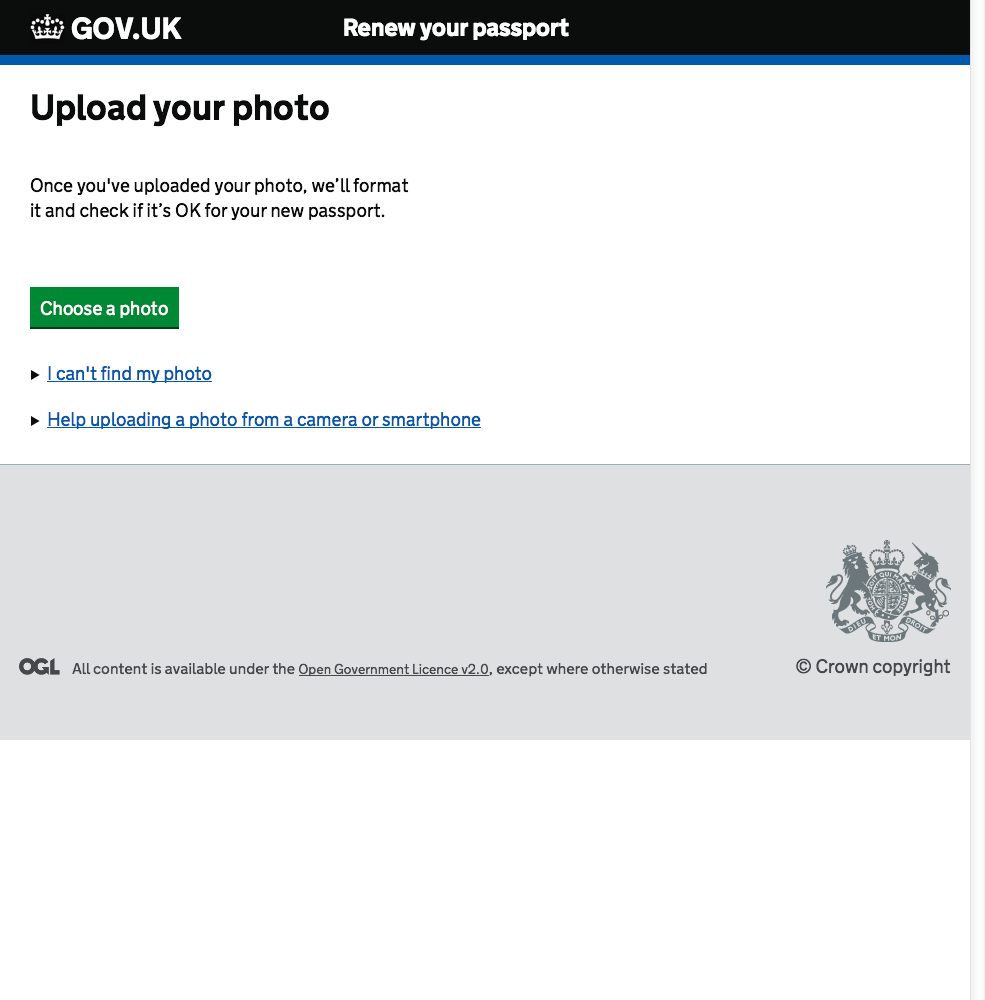 GOV.UK
Renew your passport
Upload your photo
Once you've uploaded your photo, we’ll format
it and check if it’s OK for your new passport.
Choose a photo
I can't find my photo
Help uploading a photo from a camera or smartphone
DIEU ET MON DROIT
OGL All content is available under the Open Government Licence v2.0, except where otherwise stated
© Crown copyright